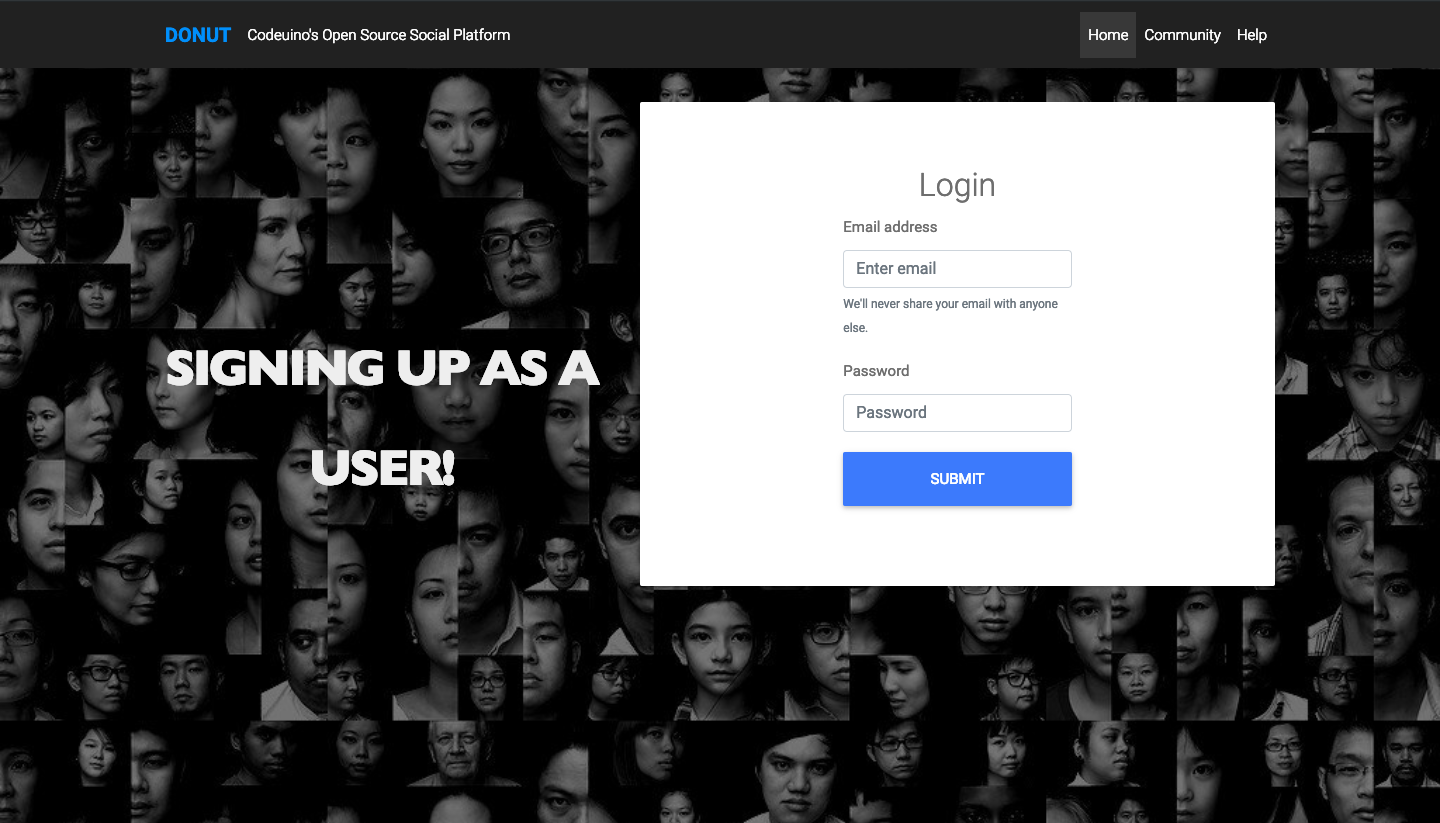 DONUT Codeuino's Open Source Social Platform Home Community Help
SIGNING UP AS A
USER!
Login
Email address
Enter email
We'll never share your email with anyone
else.
Password
Password
SUBMIT